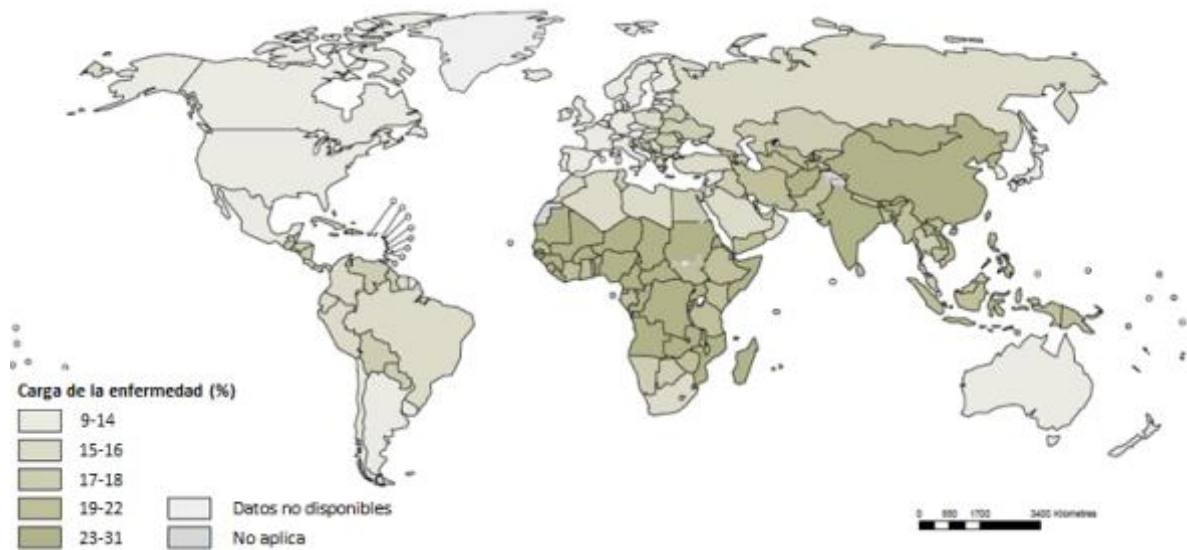 Carga de la enfermedad (%)
9-14
15-16
17-18
19-22
23-31
Datos no disponibles
No aplica
0 850 1700 3400 Kilometres